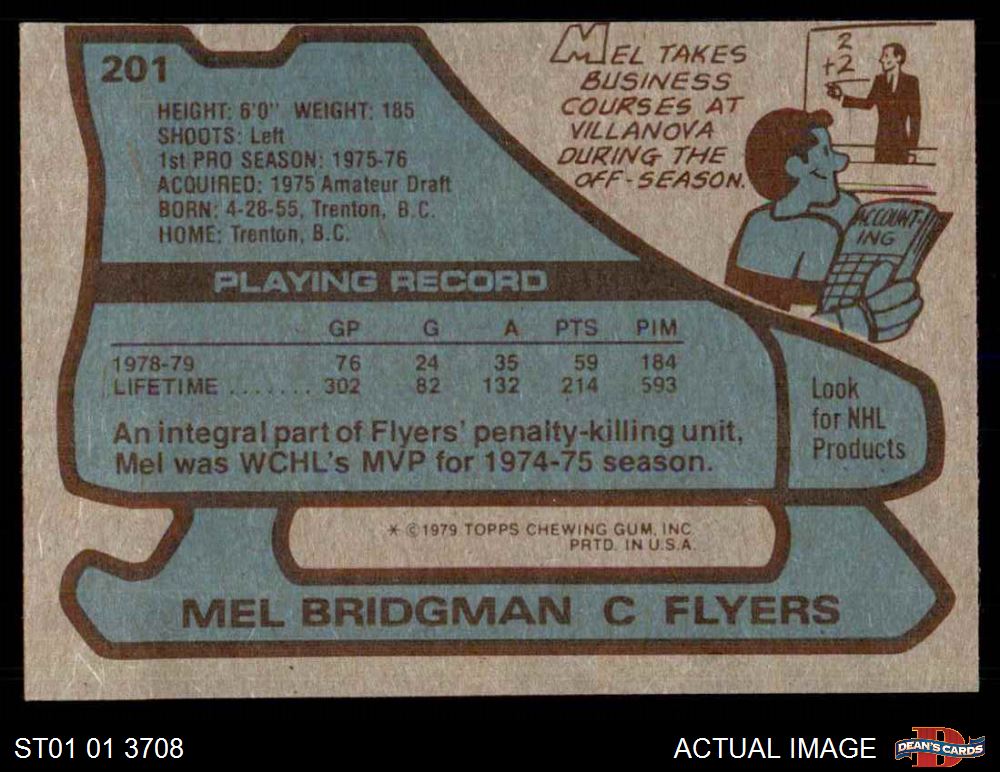 201
HEIGHT: 6'0" WEIGHT: 185
SHOOTS: Left
1st PRO SEASON: 1975-76
ACQUIRED: 1975 Amateur Draft
BORN: 4-28-55, Trenton, B.C.
HOME: Trenton, B.C.
MEL TAKES
BUSINESS
COURSES AT
VILLANOVA
DURING THE
OFF-SEASON.
2
+2
ACCOUNT-
ING
PLAYING RECORD
GP G A PTS PIM
1978-79 76 24 35 59 184
LIFETIME ....... 302 82 132 214 593
An integral part of Flyers' penalty-killing unit,
Mel was WCHL's MVP for 1974-75 season.
Look
for NHL
Products
* ©1979 TOPPS CHEWING GUM, INC.
PRTD. IN U.S.A.
MEL BRIDGMAN C FLYERS
ST01 01 3708
ACTUAL IMAGE
D
DEAN'S CARDS